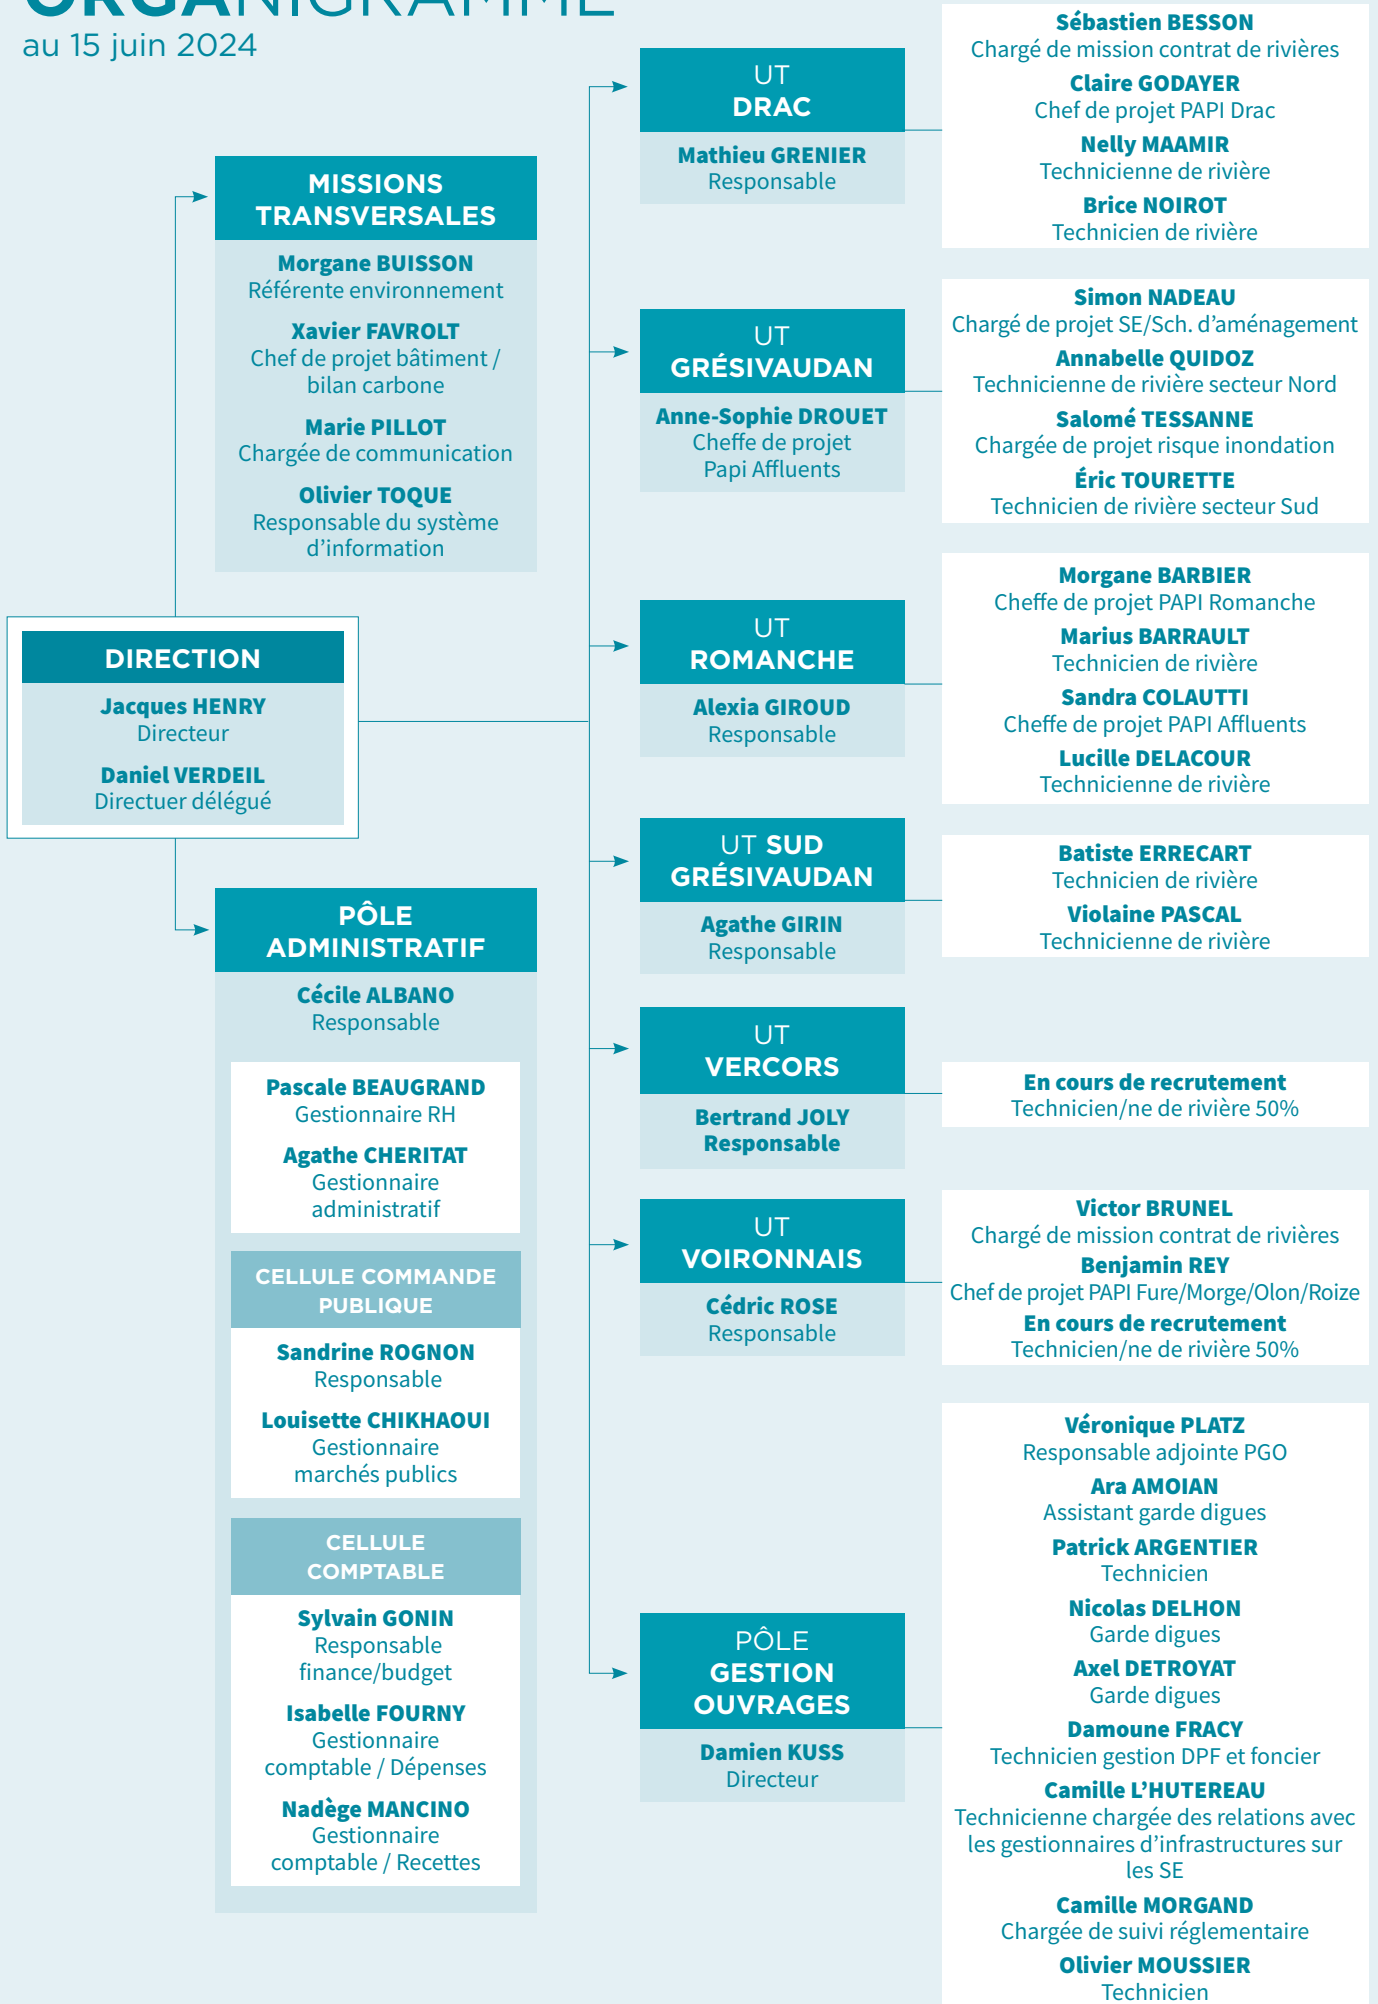 ORGANIGRAMME
au 15 juin 2024
MISSIONS
TRANSVERSALES
Morgane BUISSON
Référente environnement
Xavier FAVROLT
Chef de projet bâtiment /
bilan carbone
Marie PILLOT
Chargée de communication
Olivier TOQUE
Responsable du système
d’information
DIRECTION
Jacques HENRY
Directeur
Daniel VERDEIL
Directuer délégué
PÔLE
ADMINISTRATIF
Cécile ALBANO
Responsable
Pascale BEAUGRAND
Gestionnaire RH
Agathe CHERITAT
Gestionnaire
administratif
CELLULE COMMANDE
PUBLIQUE
Sandrine ROGNON
Responsable
Louisette CHIKHAOUI
Gestionnaire
marchés publics
CELLULE
COMPTABLE
Sylvain GONIN
Responsable
finance/budget
Isabelle FOURNY
Gestionnaire
comptable / Dépenses
Nadège MANCINO
Gestionnaire
comptable / Recettes
UT
DRAC
Mathieu GRENIER
Responsable
Sébastien BESSON
Chargé de mission contrat de rivières
Claire GODAYER
Chef de projet PAPI Drac
Nelly MAAMIR
Technicienne de rivière
Brice NOIROT
Technicien de rivière
UT
GRÉSIVAUDAN
Anne-Sophie DROUET
Cheffe de projet
Papi Affluents
Simon NADEAU
Chargé de projet SE/Sch. d’aménagement
Annabelle QUIDOZ
Technicienne de rivière secteur Nord
Salomé TESSANNE
Chargée de projet risque inondation
Éric TOURETTE
Technicien de rivière secteur Sud
UT
ROMANCHE
Alexia GIROUD
Responsable
Morgane BARBIER
Cheffe de projet PAPI Romanche
Marius BARRAULT
Technicien de rivière
Sandra COLAUTTI
Cheffe de projet PAPI Affluents
Lucille DELACOUR
Technicienne de rivière
UT SUD
GRÉSIVAUDAN
Agathe GIRIN
Responsable
Batiste ERRECART
Technicien de rivière
Violaine PASCAL
Technicienne de rivière
UT
VERCORS
Bertrand JOLY
Responsable
En cours de recrutement
Technicien/ne de rivière 50%
UT
VOIRONNAIS
Cédric ROSE
Responsable
Victor BRUNEL
Chargé de mission contrat de rivières
Benjamin REY
Chef de projet PAPI Fure/Morge/Olon/Roize
En cours de recrutement
Technicien/ne de rivière 50%
PÔLE
GESTION
OUVRAGES
Damien KUSS
Directeur
Véronique PLATZ
Responsable adjointe PGO
Ara AMOIAN
Assistant garde digues
Patrick ARGENTIER
Technicien
Nicolas DELHON
Garde digues
Axel DETROYAT
Garde digues
Damoune FRACY
Technicien gestion DPF et foncier
Camille L’HUTEREAU
Technicienne chargée des relations avec
les gestionnaires d’infrastructures sur
les SE
Camille MORGAND
Chargée de suivi réglementaire
Olivier MOUSSIER
Technicien